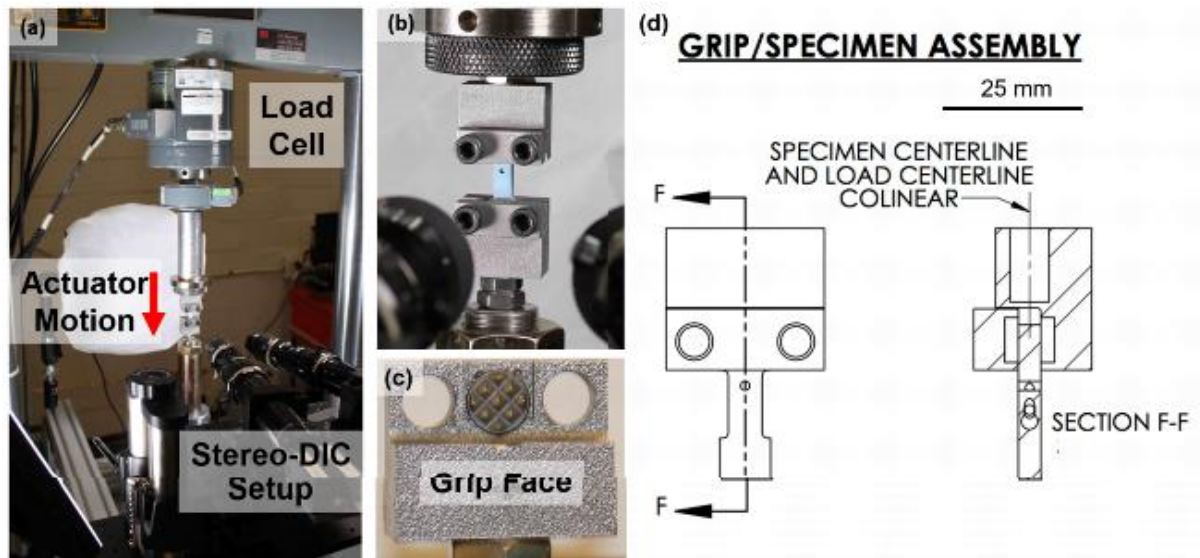 (a)
Load
Cell
Actuator
Motion
Stereo-DIC
Setup
(b)
(c)
Grip Face
(d)
GRIP/SPECIMEN ASSEMBLY
25 mm
SPECIMEN CENTERLINE
AND LOAD CENTERLINE
COLINEAR
F
F
SECTION F-F